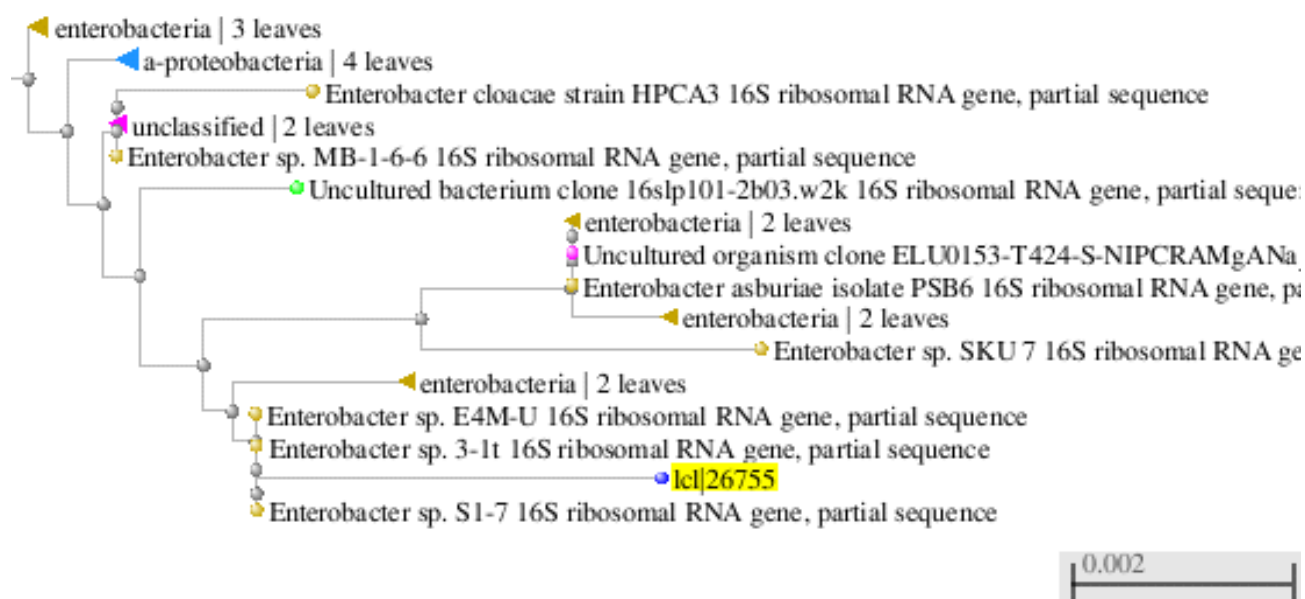 enterobacteria | 3 leaves
a-proteobacteria | 4 leaves
Enterobacter cloacae strain HPCA3 16S ribosomal RNA gene, partial sequence
unclassified | 2 leaves
Enterobacter sp. MB-1-6-6 16S ribosomal RNA gene, partial sequence
Uncultured bacterium clone 16slp101-2b03.w2k 16S ribosomal RNA gene, partial seque
enterobacteria | 2 leaves
Uncultured organism clone ELU0153-T424-S-NIPCRAMgANa_
Enterobacter asburiae isolate PSB6 16S ribosomal RNA gene, pa
enterobacteria | 2 leaves
Enterobacter sp. SKU 7 16S ribosomal RNA ge
enterobacteria | 2 leaves
Enterobacter sp. E4M-U 16S ribosomal RNA gene, partial sequence
Enterobacter sp. 3-1t 16S ribosomal RNA gene, partial sequence
lcl|26755
Enterobacter sp. S1-7 16S ribosomal RNA gene, partial sequence
0.002